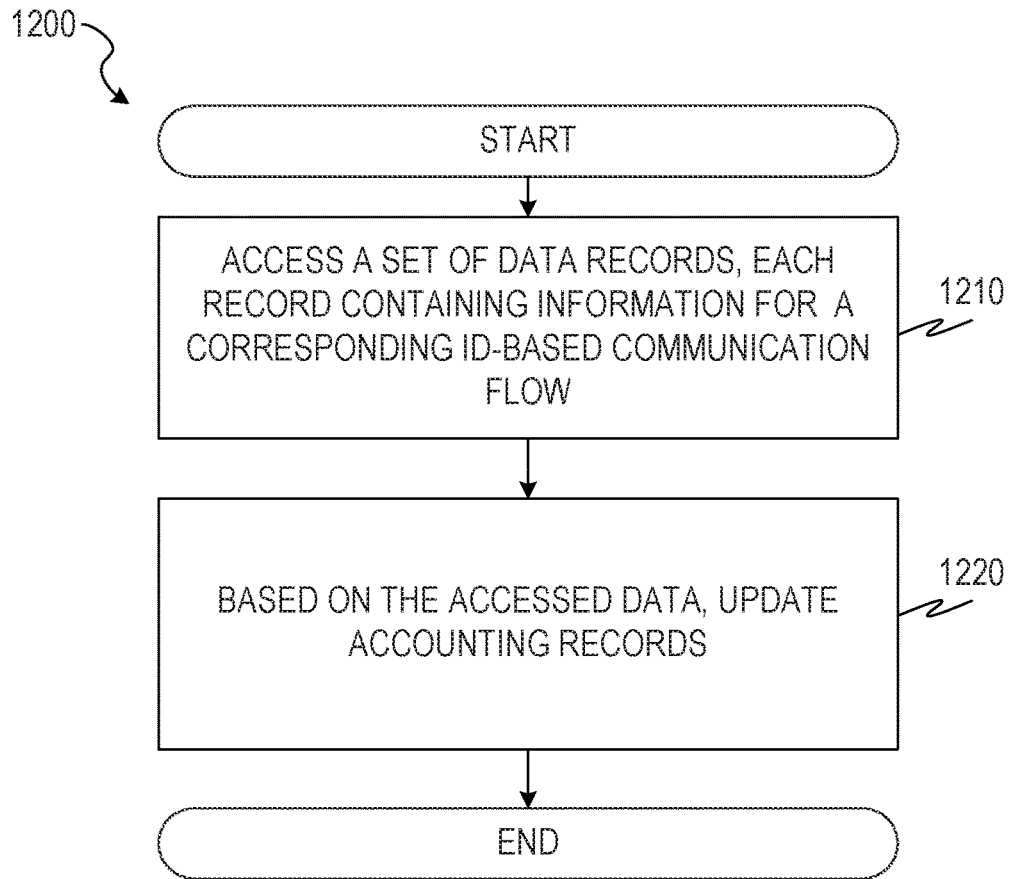 1200
START
ACCESS A SET OF DATA RECORDS, EACH
RECORD CONTAINING INFORMATION FOR A
CORRESPONDING ID-BASED COMMUNICATION
FLOW
1210
BASED ON THE ACCESSED DATA, UPDATE
ACCOUNTING RECORDS
1220
END